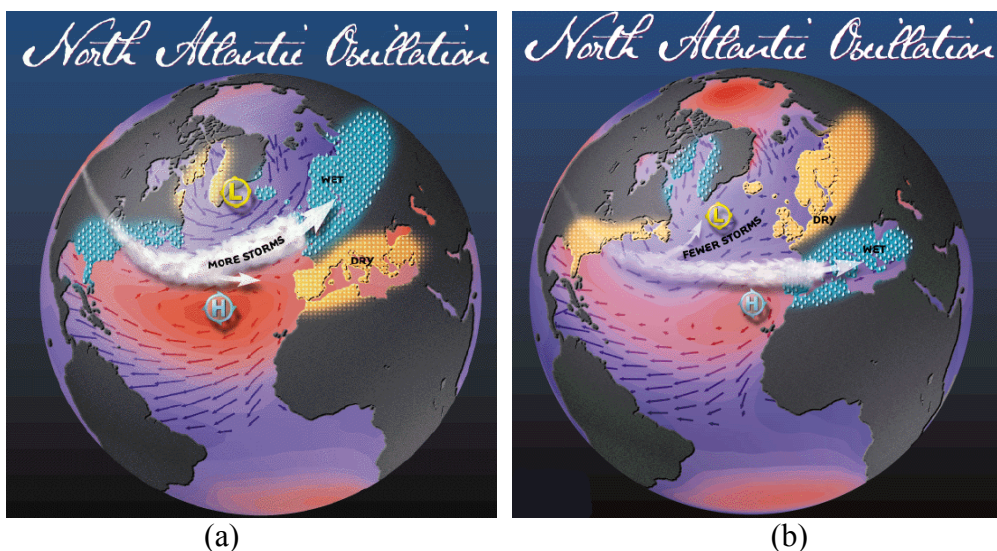 North Atlantic Oscillation
L
WET
MORE STORMS
DRY
H
(a)
North Atlantic Oscillation
L
DRY
FEWER STORMS
WET
H
(b)